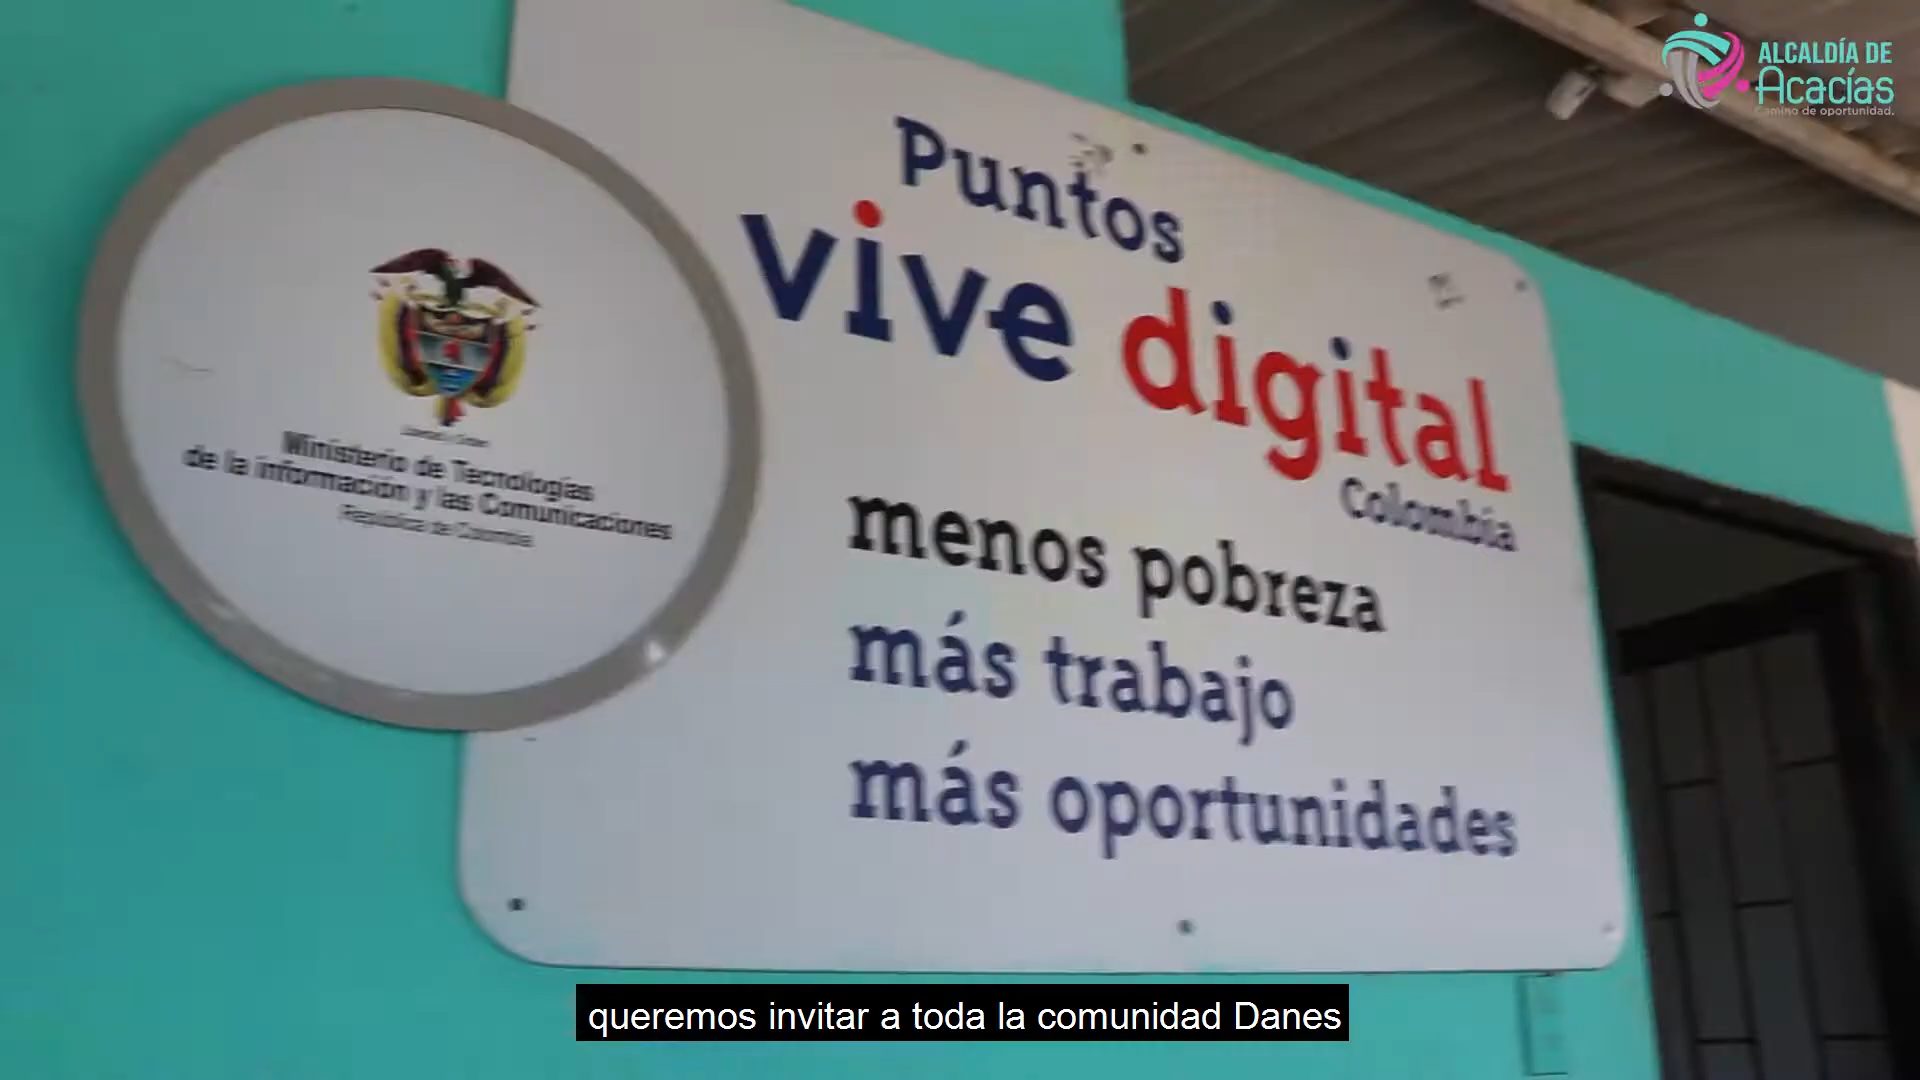 ALCALDÍA DE
Acacías
Camino de oportunidad.
Puntos
vive digital
Colombia
menos pobreza
más trabajo
más oportunidades
Ministerio de Tecnologías
de la información y las Comunicaciones
República de Colombia
queremos invitar a toda la comunidad Danes